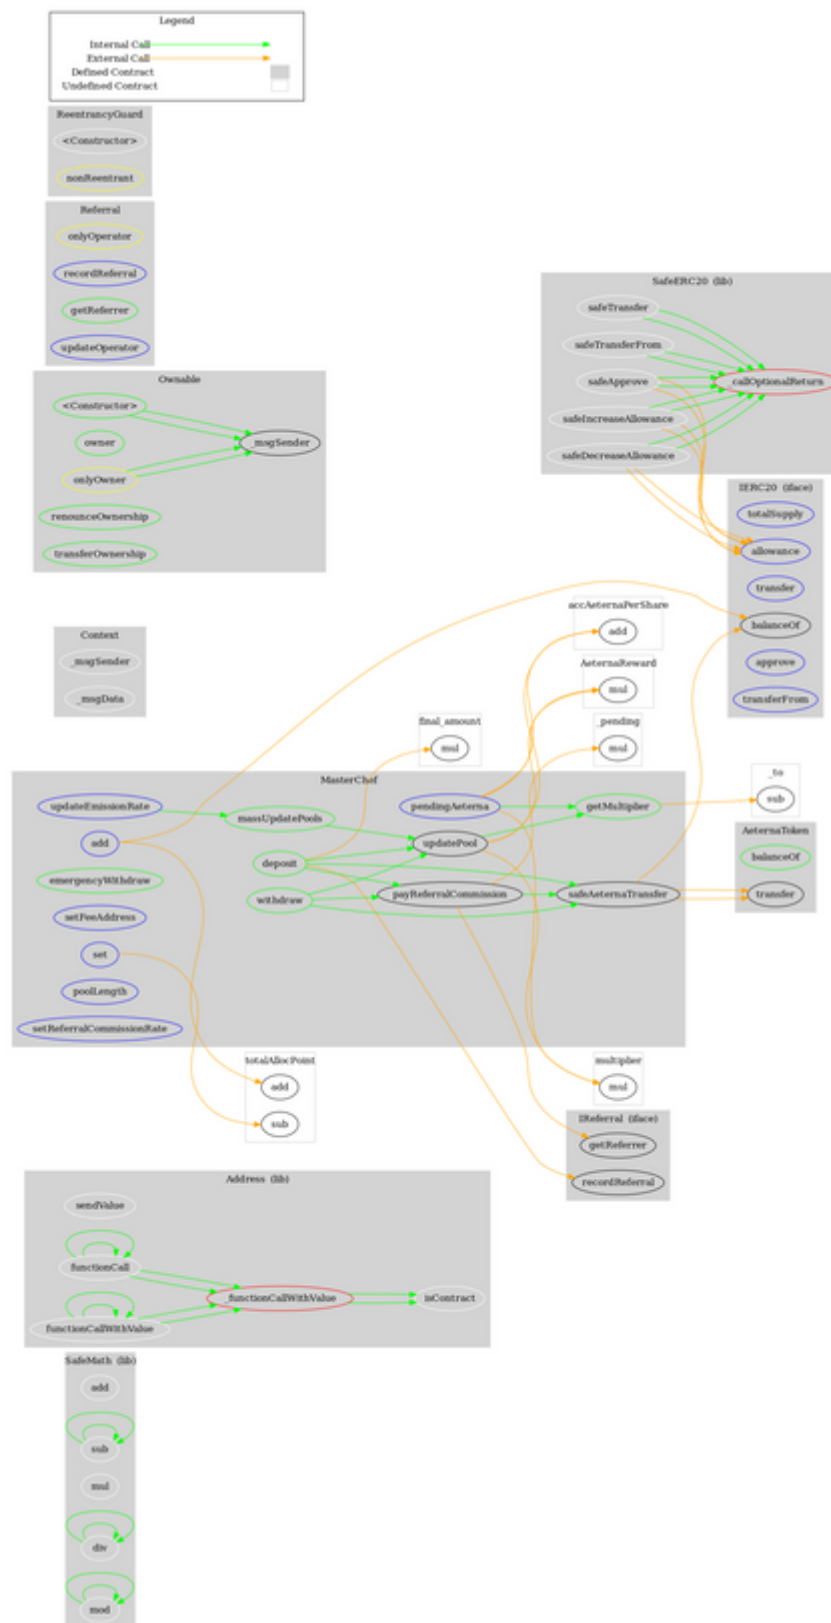 Legend
Internal Call
External Call
Defined Contract
Undefined Contract
ReentrancyGuard
<Constructor>
nonReentrant
Referral
onlyOperator
recordReferral
getReferrer
updateOperator
SafeERC20 (lib)
safeTransfer
safeTransferFrom
safeApprove
safeIncreaseAllowance
safeDecreaseAllowance
_callOptionalReturn
Ownable
<Constructor>
owner
onlyOwner
renounceOwnership
transferOwnership
_msgSender
IERC20 (iface)
totalSupply
allowance
transfer
balanceOf
approve
transferFrom
Context
_msgSender
_msgData
accAeternaPerShare
add
AeternaReward
mul
final_amount
mul
_pending
mul
MasterChef
updateEmissionRate
add
emergencyWithdraw
setFeeAddress
set
poolLength
setReferralCommissionRate
massUpdatePools
deposit
withdraw
pendingAeterna
updatePool
payReferralCommission
getMultiplier
safeAeternaTransfer
_to
sub
AeternaToken
balanceOf
transfer
totalAllocPoint
add
sub
multiplier
mul
IReferral (iface)
getReferrer
recordReferral
Address (lib)
sendValue
functionCall
functionCallWithValue
_functionCallWithValue
isContract
SafeMath (lib)
add
sub
mul
div
mod